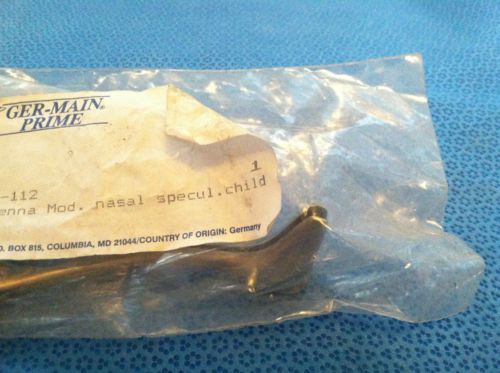 GER-MAIN®
PRIME
1
-112
enna Mod. nasal specul.child
. BOX 815, COLUMBIA, MD 21044/COUNTRY OF ORIGIN: Germany